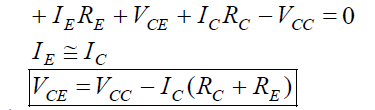 + I_E R_E + V_CE + I_C R_C − V_CC = 0
I_E ≅ I_C
V_CE = V_CC − I_C (R_C + R_E)